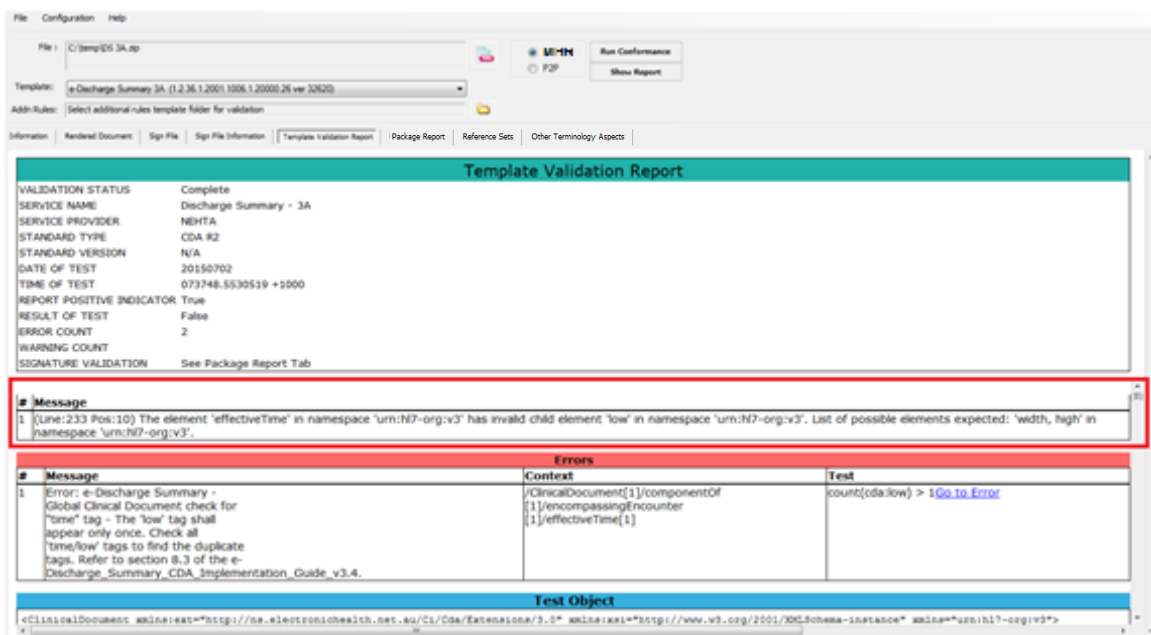 File Configuration Help
File : C:\temp\DS 3A.zip
Run Conformance
P2P
Show Report
Template: e-Discharge Summary 3A (1.2.36.1.2001.1006.1.20000.26 ver 32620)
Addn Rules: Select additional rules template folder for validation
Information Rendered Document Sign File Sign File Information Template Validation Report Package Report Reference Sets Other Terminology Aspects
Template Validation Report
VALIDATION STATUS Complete
SERVICE NAME Discharge Summary - 3A
SERVICE PROVIDER NEHTA
STANDARD TYPE CDA R2
STANDARD VERSION N/A
DATE OF TEST 20150702
TIME OF TEST 073748.5530519 +1000
REPORT POSITIVE INDICATOR True
RESULT OF TEST False
ERROR COUNT 2
WARNING COUNT
SIGNATURE VALIDATION See Package Report Tab
# Message
1 (Line:233 Pos:10) The element 'effectiveTime' in namespace 'urn:hl7-org:v3' has invalid child element 'low' in namespace 'urn:hl7-org:v3'. List of possible elements expected: 'width, high' in
namespace 'urn:hl7-org:v3'.
Errors
# Message Context Test
1 Error: e-Discharge Summary - /ClinicalDocument[1]/componentOf count(cda:low) > 1Go to Error
Global Clinical Document check for [1]/encompassingEncounter
"time" tag - The 'low' tag shall [1]/effectiveTime[1]
appear only once. Check all
'time/low' tags to find the duplicate
tags. Refer to section 8.3 of the e-
Discharge_Summary_CDA_Implementation_Guide_v3.4.
Test Object
<ClinicalDocument xmlns:ext="http://ns.electronichealth.net.au/Ci/Cda/Extensions/3.0" xmlns:xsi="http://www.w3.org/2001/XMLSchema-instance" xmlns="urn:hl7-org:v3">